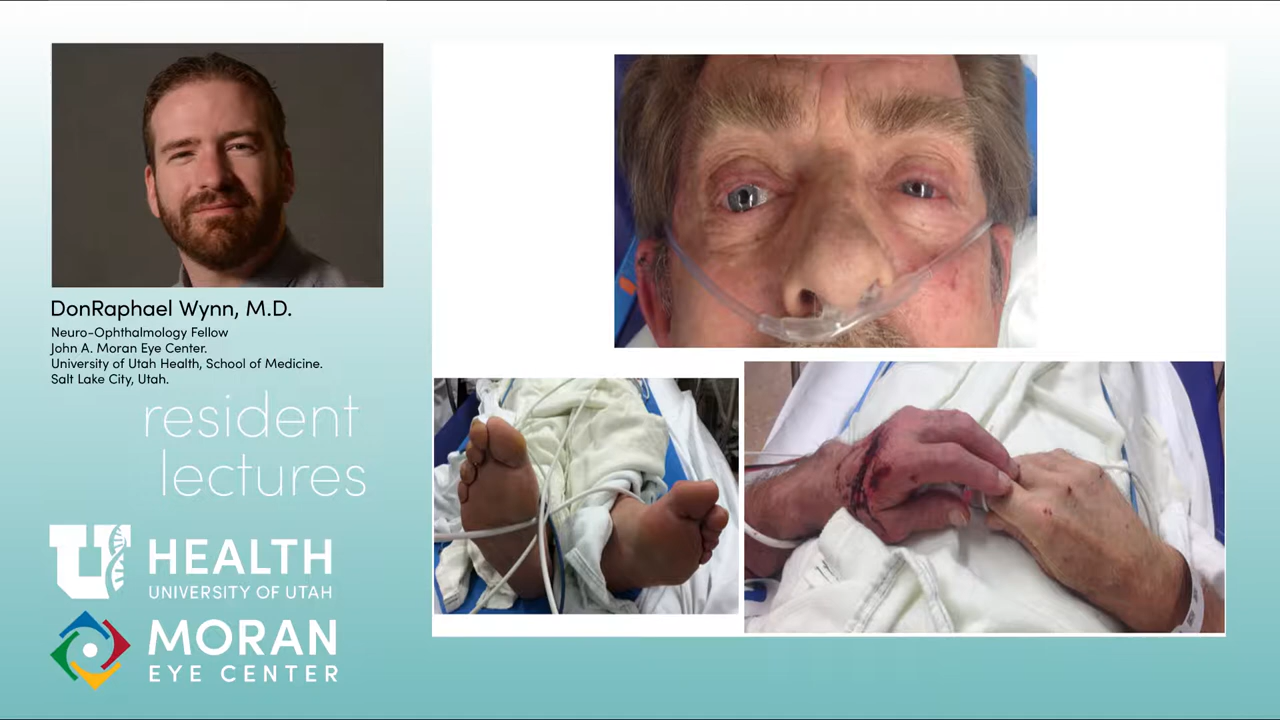 DonRaphael Wynn, M.D.
Neuro-Ophthalmology Fellow
John A. Moran Eye Center.
University of Utah Health, School of Medicine.
Salt Lake City, Utah.
resident
lectures
U HEALTH
UNIVERSITY OF UTAH
MORAN
EYE CENTER